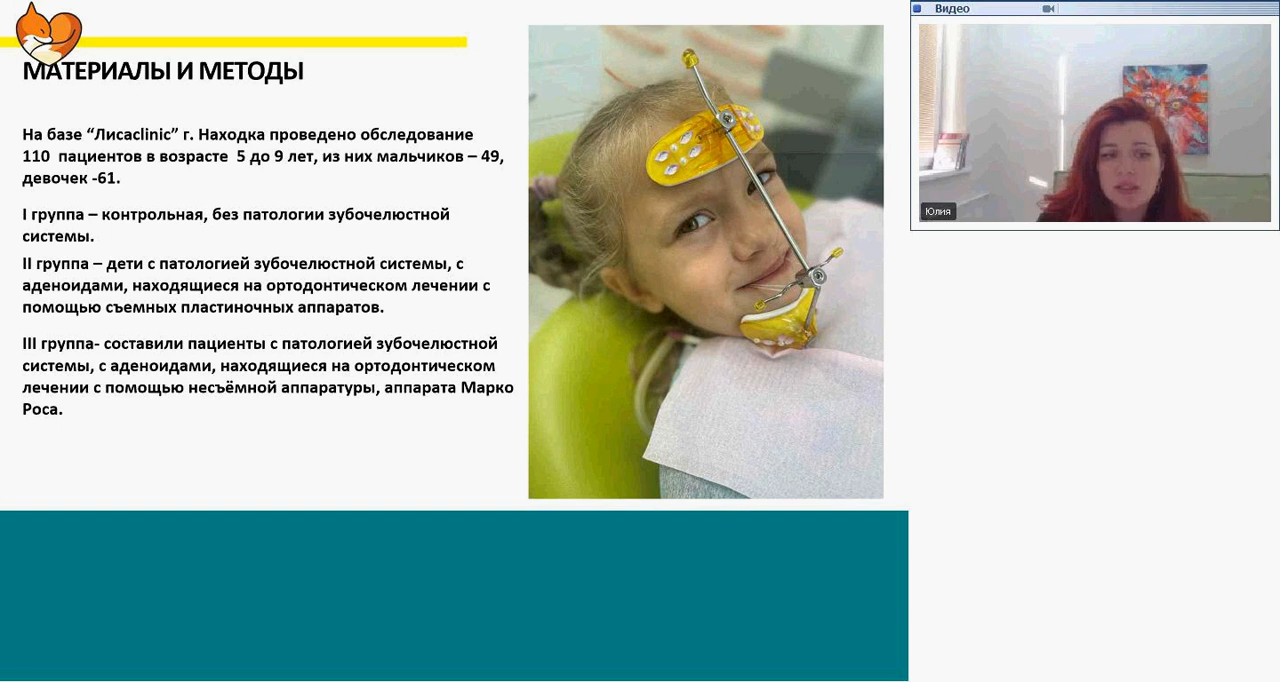 МАТЕРИАЛЫ И МЕТОДЫ
На базе “Лисаclinic” г. Находка проведено обследование
110 пациентов в возрасте 5 до 9 лет, из них мальчиков – 49,
девочек -61.
I группа – контрольная, без патологии зубочелюстной
системы.
II группа – дети с патологией зубочелюстной системы, с
аденоидами, находящиеся на ортодонтическом лечении с
помощью съемных пластиночных аппаратов.
III группа- составили пациенты с патологией зубочелюстной
системы, с аденоидами, находящиеся на ортодонтическом
лечении с помощью несъёмной аппаратуры, аппарата Марко
Роса.
Видео
Юлия